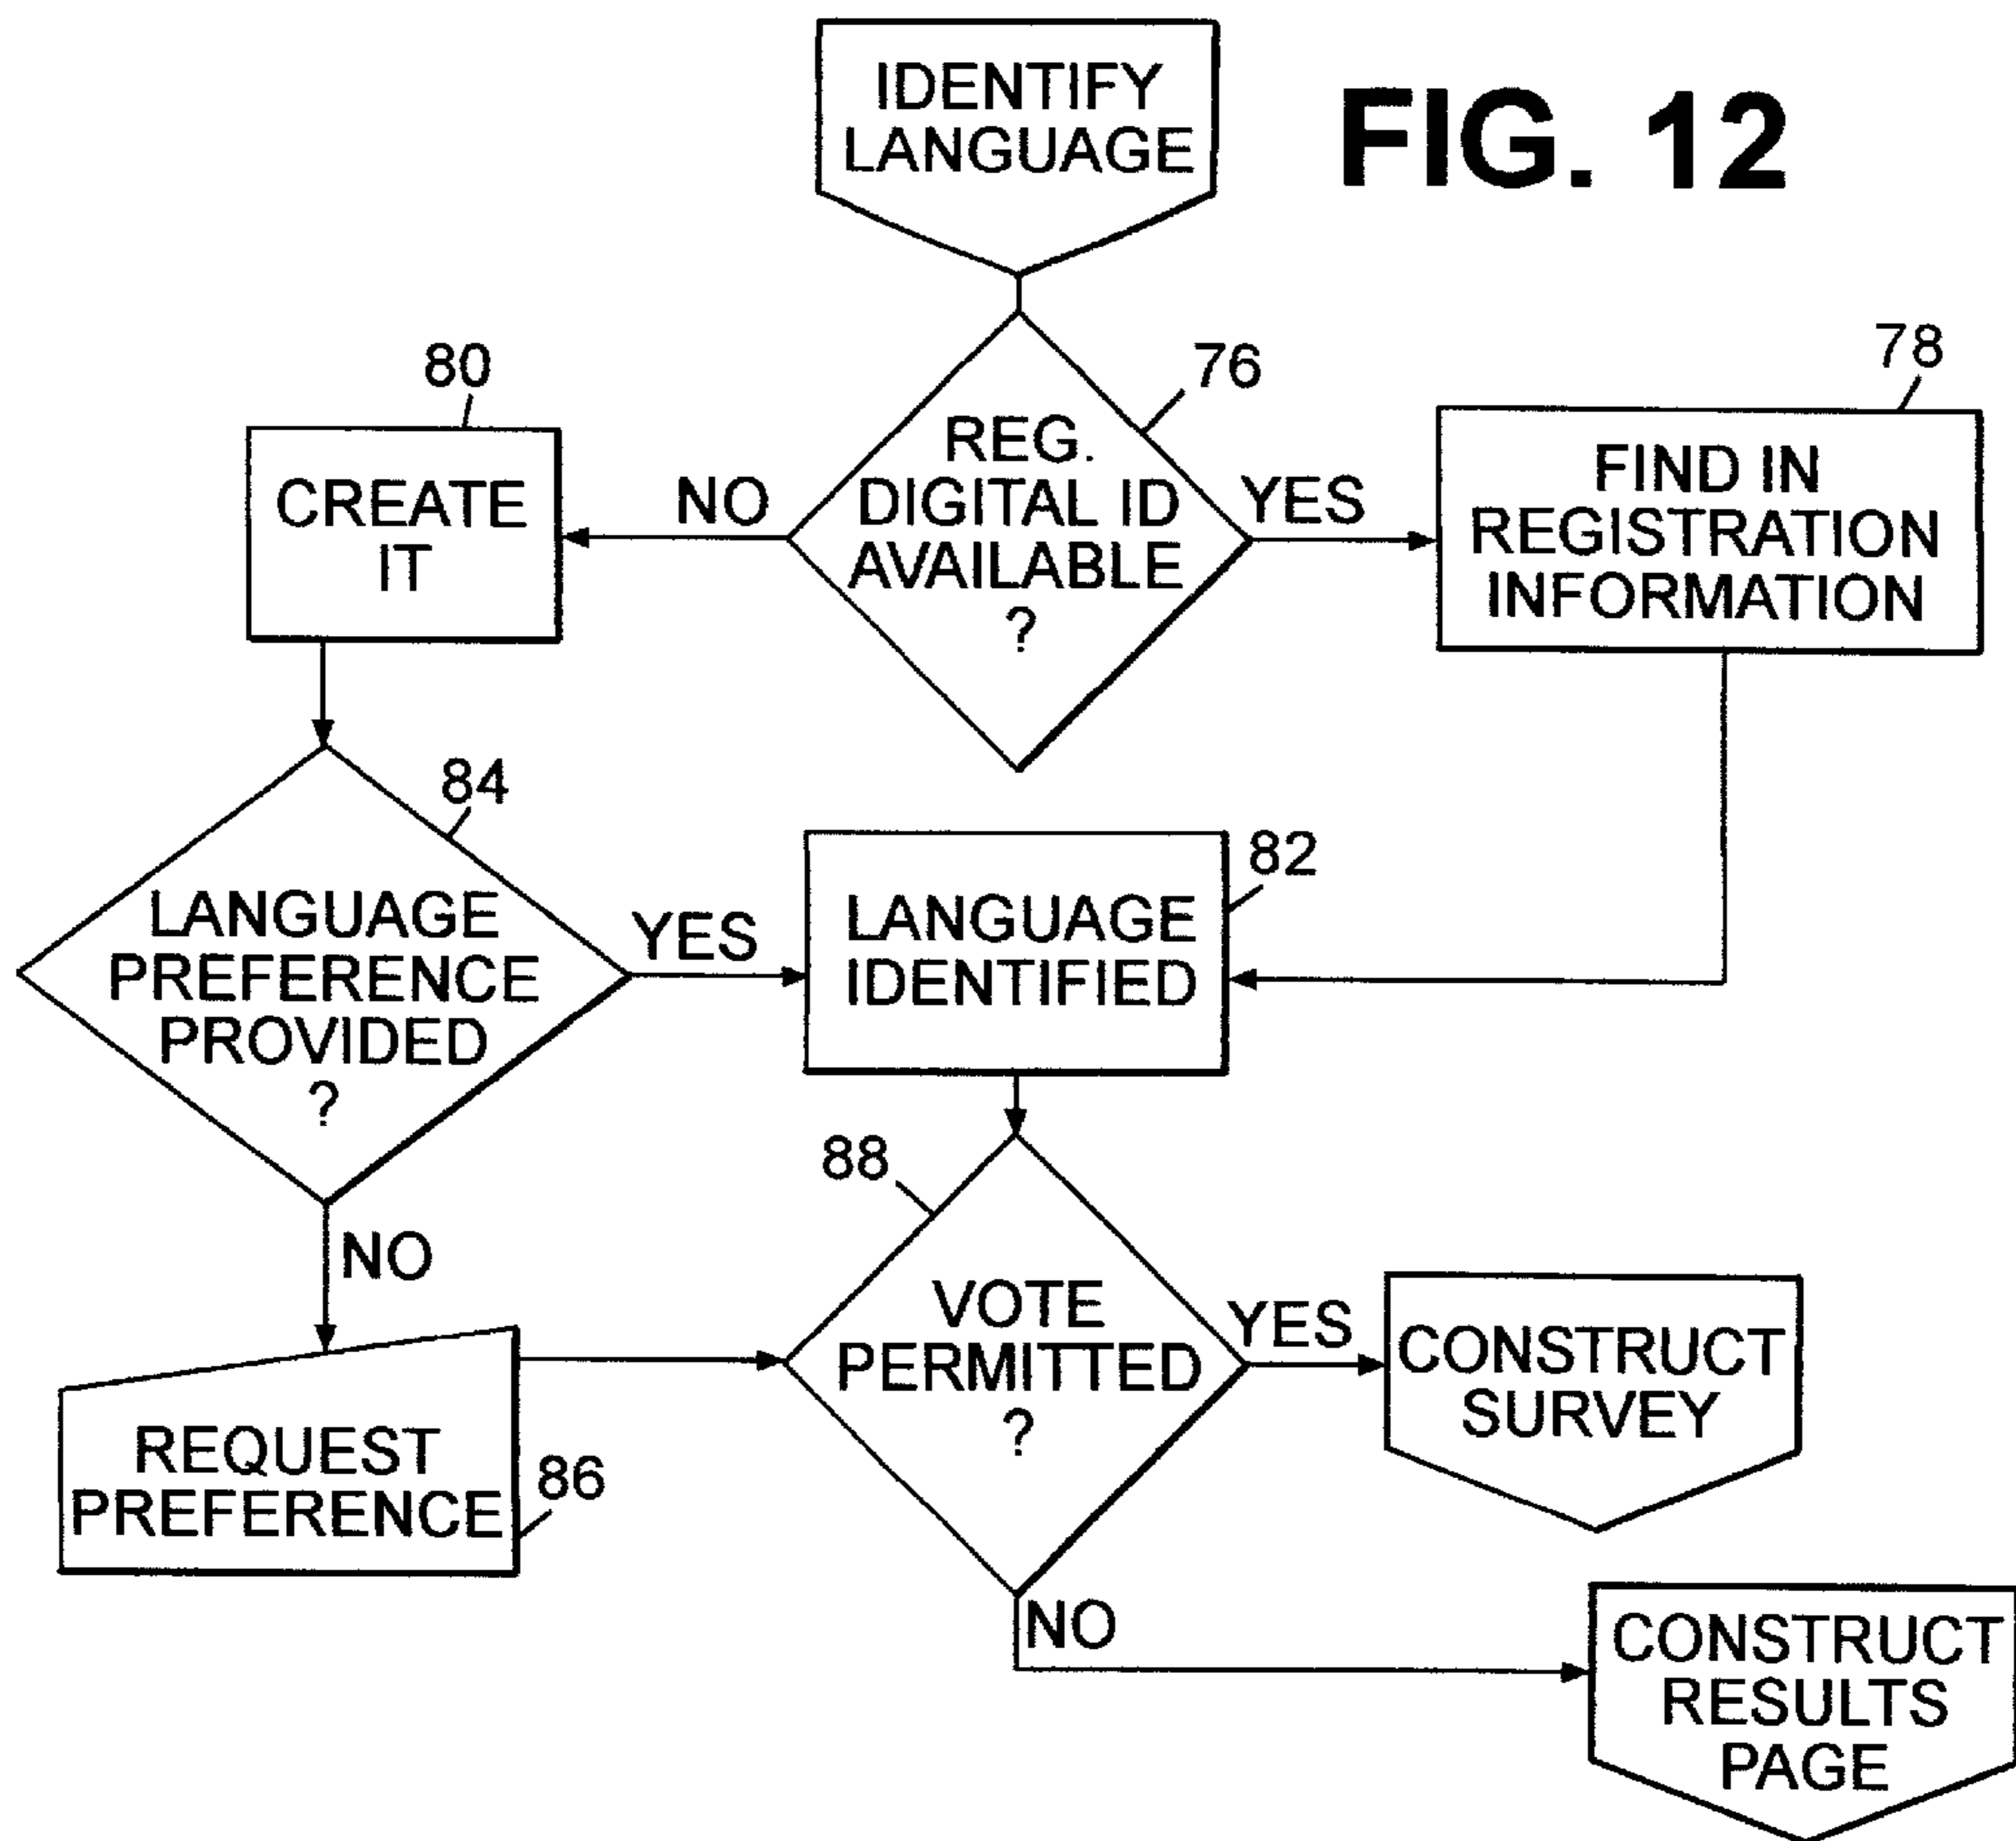 IDENTIFY
LANGUAGE
FIG. 12
80
76
78
CREATE
IT
NO
REG.
DIGITAL ID
AVAILABLE
?
YES
FIND IN
REGISTRATION
INFORMATION
84
LANGUAGE
PREFERENCE
PROVIDED
?
YES
82
LANGUAGE
IDENTIFIED
NO
88
VOTE
PERMITTED
?
YES
CONSTRUCT
SURVEY
REQUEST
PREFERENCE
86
NO
CONSTRUCT
RESULTS
PAGE